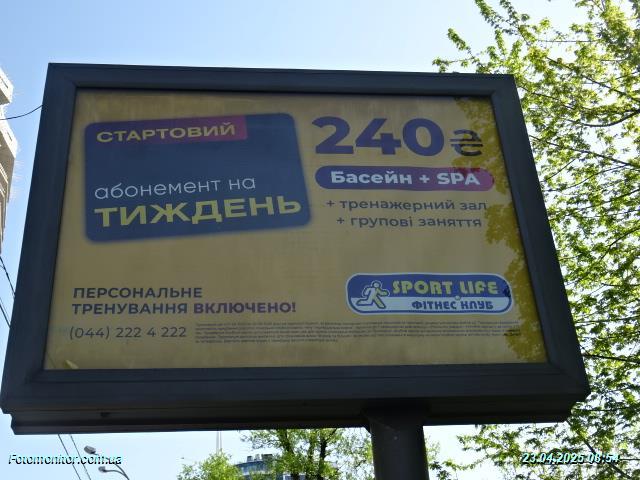 СТАРТОВИЙ
абонемент на
ТИЖДЕНЬ
240₴
Басейн + SPA
+ тренажерний зал
+ групові заняття
ПЕРСОНАЛЬНЕ
ТРЕНУВАННЯ ВКЛЮЧЕНО!
(044) 222 4 222
SPORT LIFE
ФІТНЕС КЛУБ
Fotomonitor.com.ua
23.04.2025 08:54